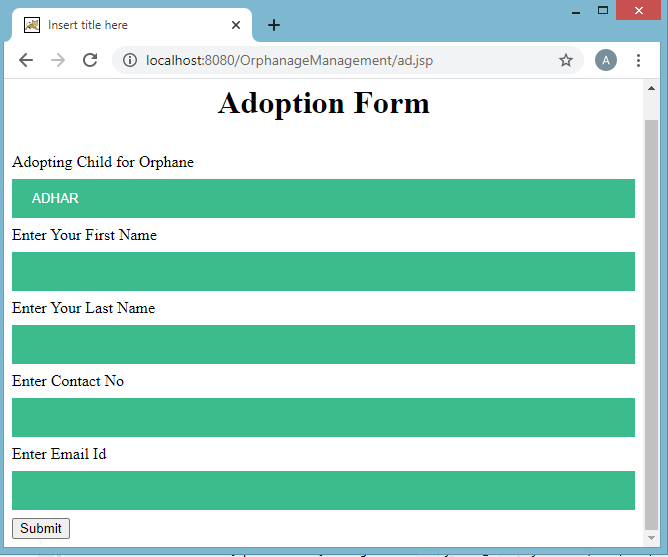 Insert title here
localhost:8080/OrphanageManagement/ad.jsp
A
Adoption Form
Adopting Child for Orphane
ADHAR
Enter Your First Name
Enter Your Last Name
Enter Contact No
Enter Email Id
Submit